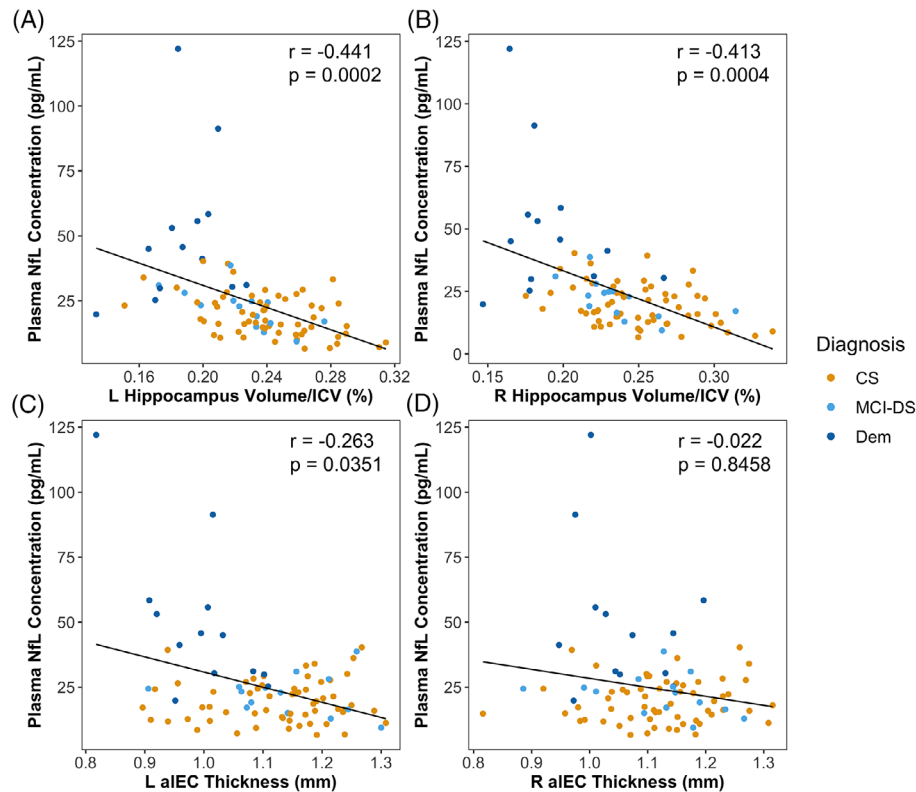 (A)
r = -0.441
p = 0.0002
125
100
75
50
25
Plasma NfL Concentration (pg/mL)
0.16 0.20 0.24 0.28 0.32
L Hippocampus Volume/ICV (%)
(B)
r = -0.413
p = 0.0004
125
100
75
50
25
0
Plasma NfL Concentration (pg/mL)
0.15 0.20 0.25 0.30
R Hippocampus Volume/ICV (%)
(C)
r = -0.263
p = 0.0351
125
100
75
50
25
Plasma NfL Concentration (pg/mL)
0.8 0.9 1.0 1.1 1.2 1.3
L alEC Thickness (mm)
(D)
r = -0.022
p = 0.8458
125
100
75
50
25
Plasma NfL Concentration (pg/mL)
0.8 0.9 1.0 1.1 1.2 1.3
R alEC Thickness (mm)
Diagnosis
CS
MCI-DS
Dem